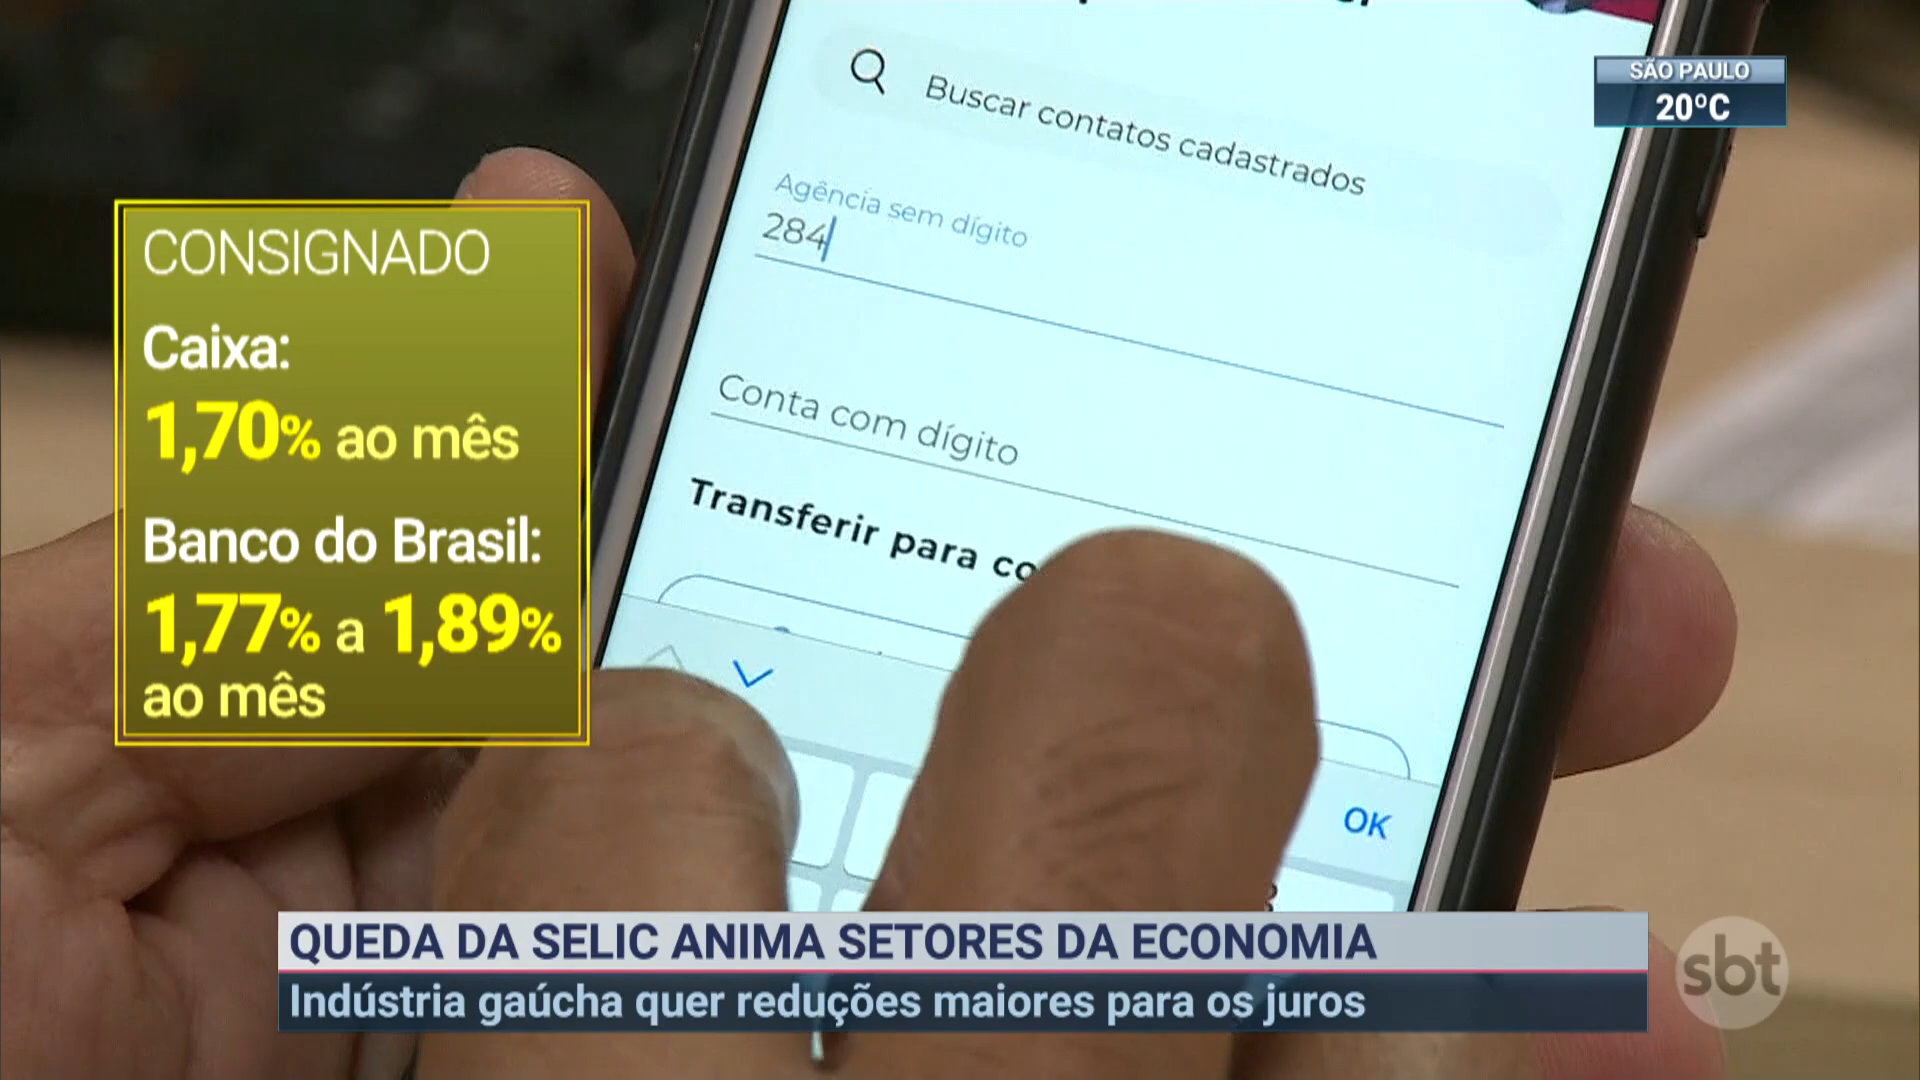 Buscar contatos cadastrados
SÃO PAULO
20ºC
Agência sem dígito
284
CONSIGNADO
Caixa:
1,70% ao mês
Banco do Brasil:
1,77% a 1,89%
ao mês
Conta com dígito
Transferir para co
OK
QUEDA DA SELIC ANIMA SETORES DA ECONOMIA
Indústria gaúcha quer reduções maiores para os juros
sbt